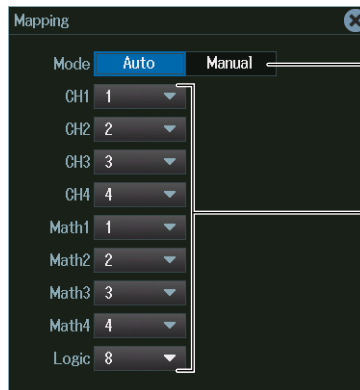 Mapping
Mode Auto Manual
CH1 1
CH2 2
CH3 3
CH4 4
Math1 1
Math2 2
Math3 3
Math4 4
Logic 8